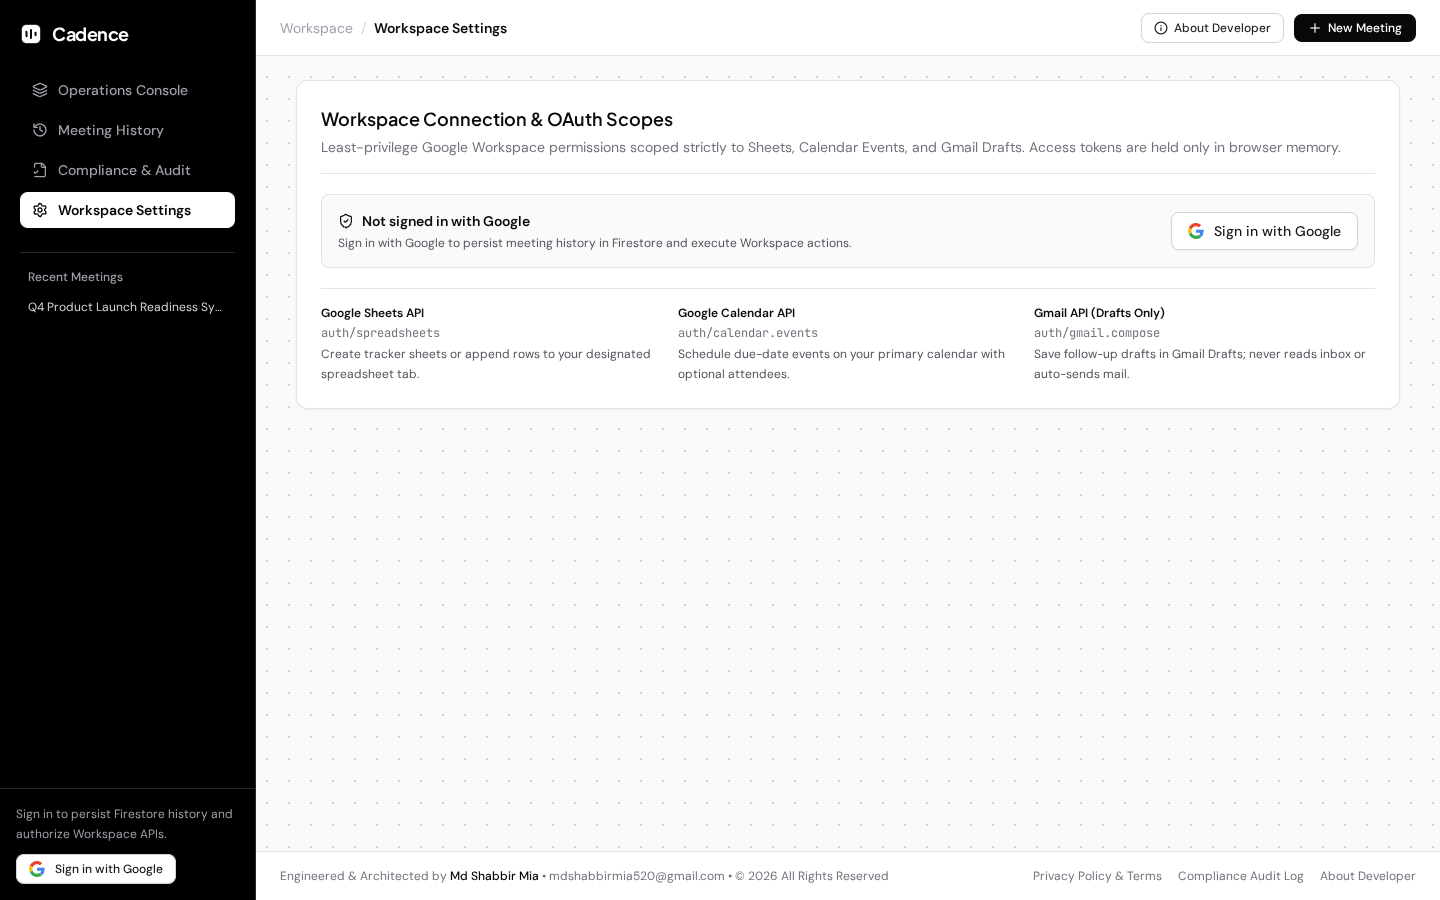 Cadence
Operations Console
Meeting History
Compliance & Audit
Workspace Settings
Recent Meetings
Q4 Product Launch Readiness Sy...
Sign in to persist Firestore history and
authorize Workspace APIs.
Sign in with Google
Workspace / Workspace Settings
About Developer
New Meeting
Workspace Connection & OAuth Scopes
Least-privilege Google Workspace permissions scoped strictly to Sheets, Calendar Events, and Gmail Drafts. Access tokens are held only in browser memory.
Not signed in with Google
Sign in with Google to persist meeting history in Firestore and execute Workspace actions.
Sign in with Google
Google Sheets API
auth/spreadsheets
Create tracker sheets or append rows to your designated
spreadsheet tab.
Google Calendar API
auth/calendar.events
Schedule due-date events on your primary calendar with
optional attendees.
Gmail API (Drafts Only)
auth/gmail.compose
Save follow-up drafts in Gmail Drafts; never reads inbox or
auto-sends mail.
Engineered & Architected by Md Shabbir Mia • mdshabbirmia520@gmail.com • © 2026 All Rights Reserved
Privacy Policy & Terms
Compliance Audit Log
About Developer